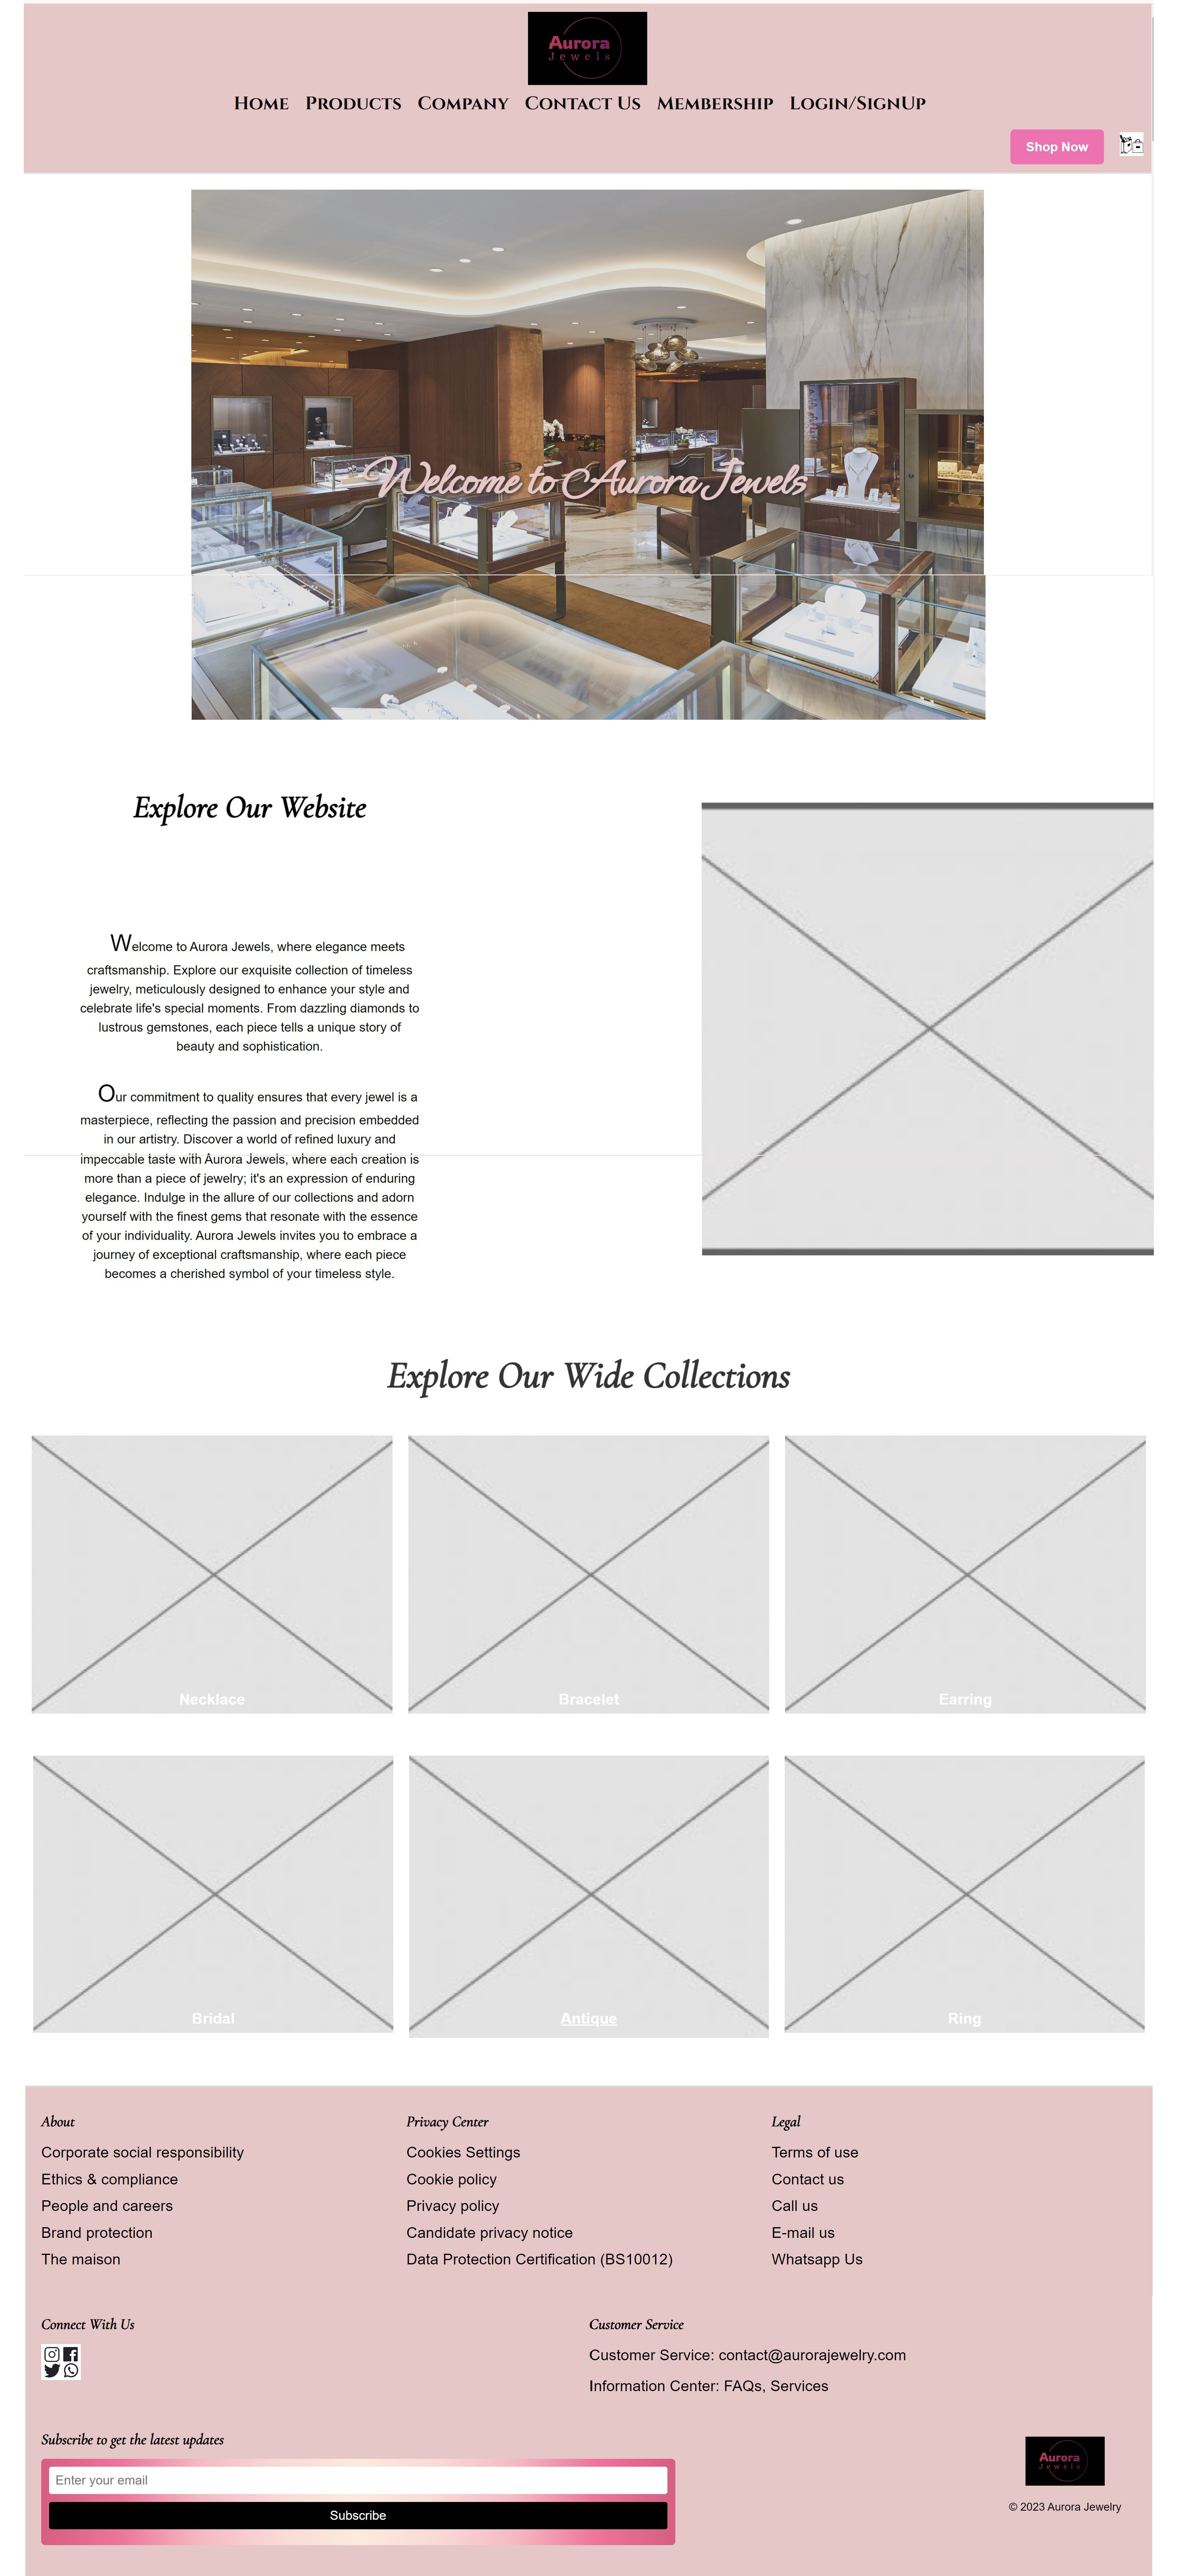 Aurora
Jewels
Home Products Company Contact Us Membership Login/SignUp
Shop Now
Welcome to Aurora Jewels
Explore Our Website
Welcome to Aurora Jewels, where elegance meets
craftsmanship. Explore our exquisite collection of timeless
jewelry, meticulously designed to enhance your style and
celebrate life's special moments. From dazzling diamonds to
lustrous gemstones, each piece tells a unique story of
beauty and sophistication.
Our commitment to quality ensures that every jewel is a
masterpiece, reflecting the passion and precision embedded
in our artistry. Discover a world of refined luxury and
impeccable taste with Aurora Jewels, where each creation is
more than a piece of jewelry; it's an expression of enduring
elegance. Indulge in the allure of our collections and adorn
yourself with the finest gems that resonate with the essence
of your individuality. Aurora Jewels invites you to embrace a
journey of exceptional craftsmanship, where each piece
becomes a cherished symbol of your timeless style.
Explore Our Wide Collections
Necklace Bracelet Earring
Bridal Antique Ring
About
Corporate social responsibility
Ethics & compliance
People and careers
Brand protection
The maison
Privacy Center
Cookies Settings
Cookie policy
Privacy policy
Candidate privacy notice
Data Protection Certification (BS10012)
Legal
Terms of use
Contact us
Call us
E-mail us
Whatsapp Us
Connect With Us
Customer Service
Customer Service: contact@aurorajewelry.com
Information Center: FAQs, Services
Subscribe to get the latest updates
Enter your email
Subscribe
Aurora
Jewels
© 2023 Aurora Jewelry